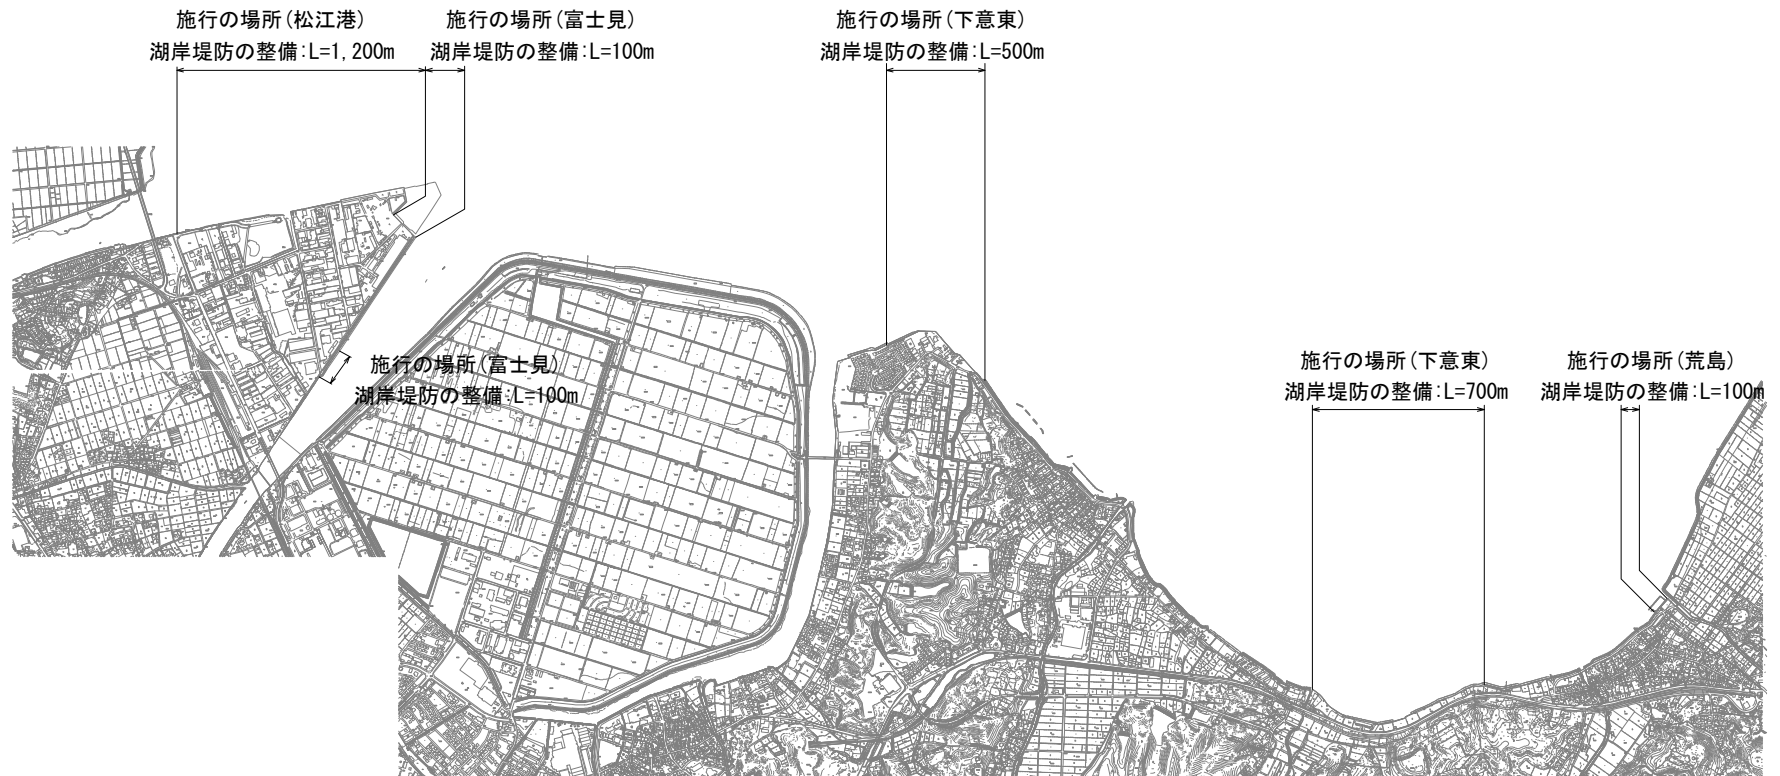 施行の場所(松江港)
湖岸堤防の整備:L=1,200m
施行の場所(富士見)
湖岸堤防の整備:L=100m
施行の場所(下意東)
湖岸堤防の整備:L=500m
施行の場所(富士見)
湖岸堤防の整備:L=100m
施行の場所(下意東)
湖岸堤防の整備:L=700m
施行の場所(荒島)
湖岸堤防の整備:L=100m